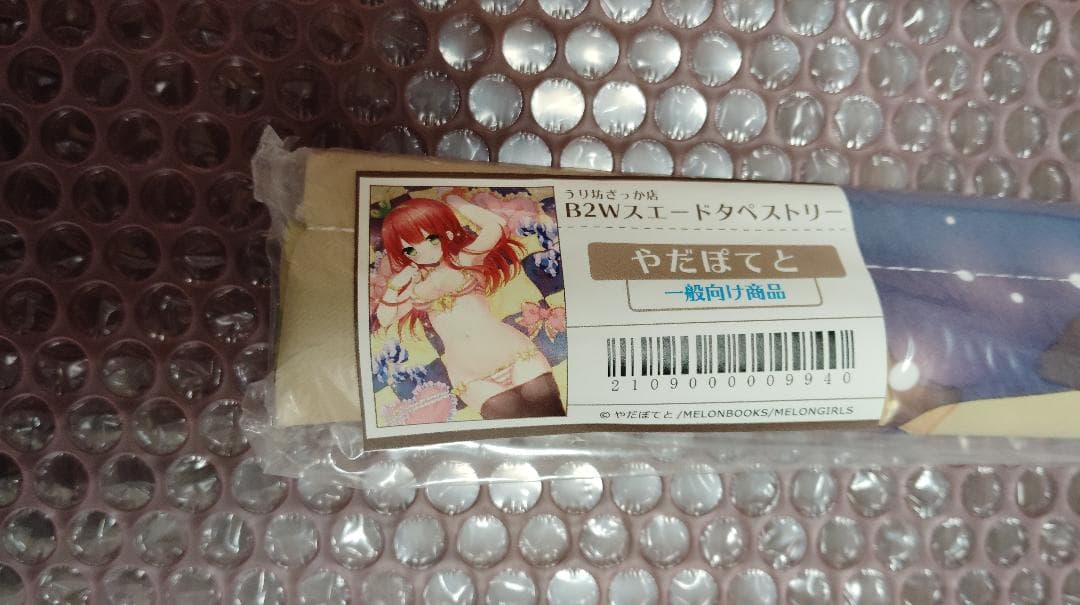 うり坊ざっか店
B2Wスエードタペストリー
やだぽてと
一般向け商品
2109000009940
© やだぽてと/MELONBOOKS/MELONGIRLS